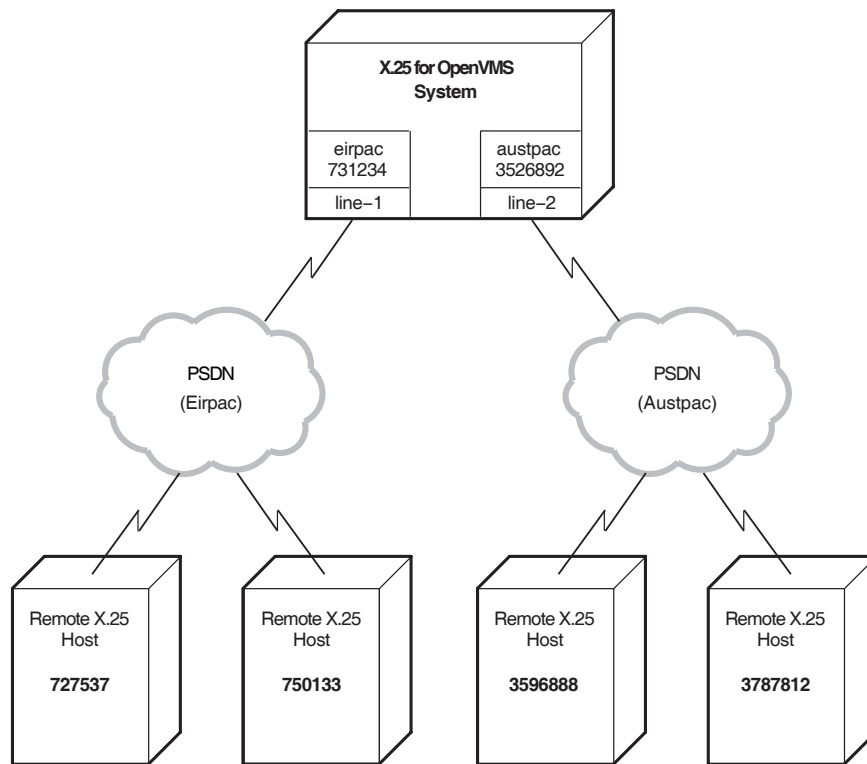 X.25 for OpenVMS
System
eirpac
731234
line–1
austpac
3526892
line–2
PSDN
(Eirpac)
PSDN
(Austpac)
Remote X.25
Host
727537
Remote X.25
Host
750133
Remote X.25
Host
3596888
Remote X.25
Host
3787812